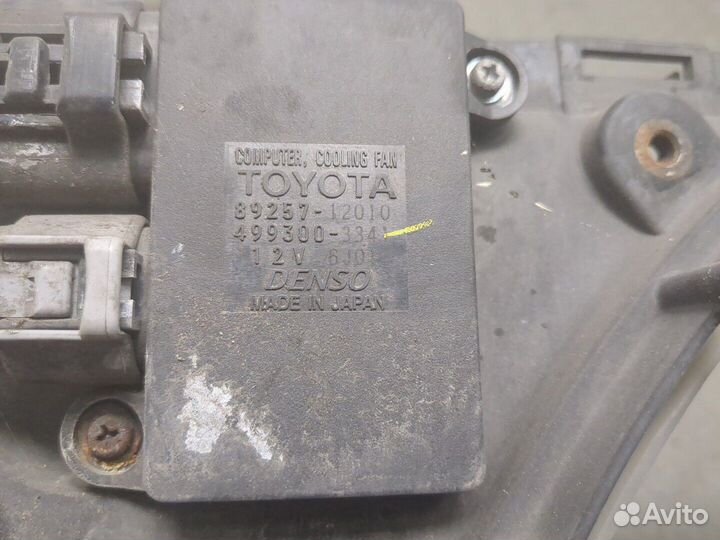 COMPUTER, COOLING FAN
TOYOTA
89257-12010
499300-334
12V
DENSO
MADE IN JAPAN
Avito